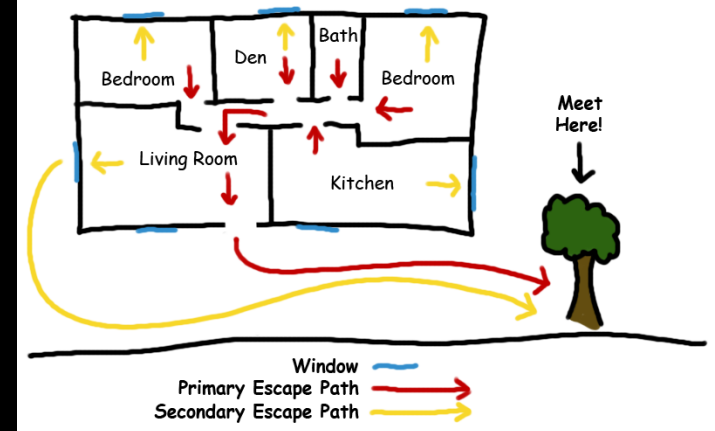 Bath
Den
Bedroom
Bedroom
Meet
Here!
Living Room
Kitchen
Window
Primary Escape Path
Secondary Escape Path